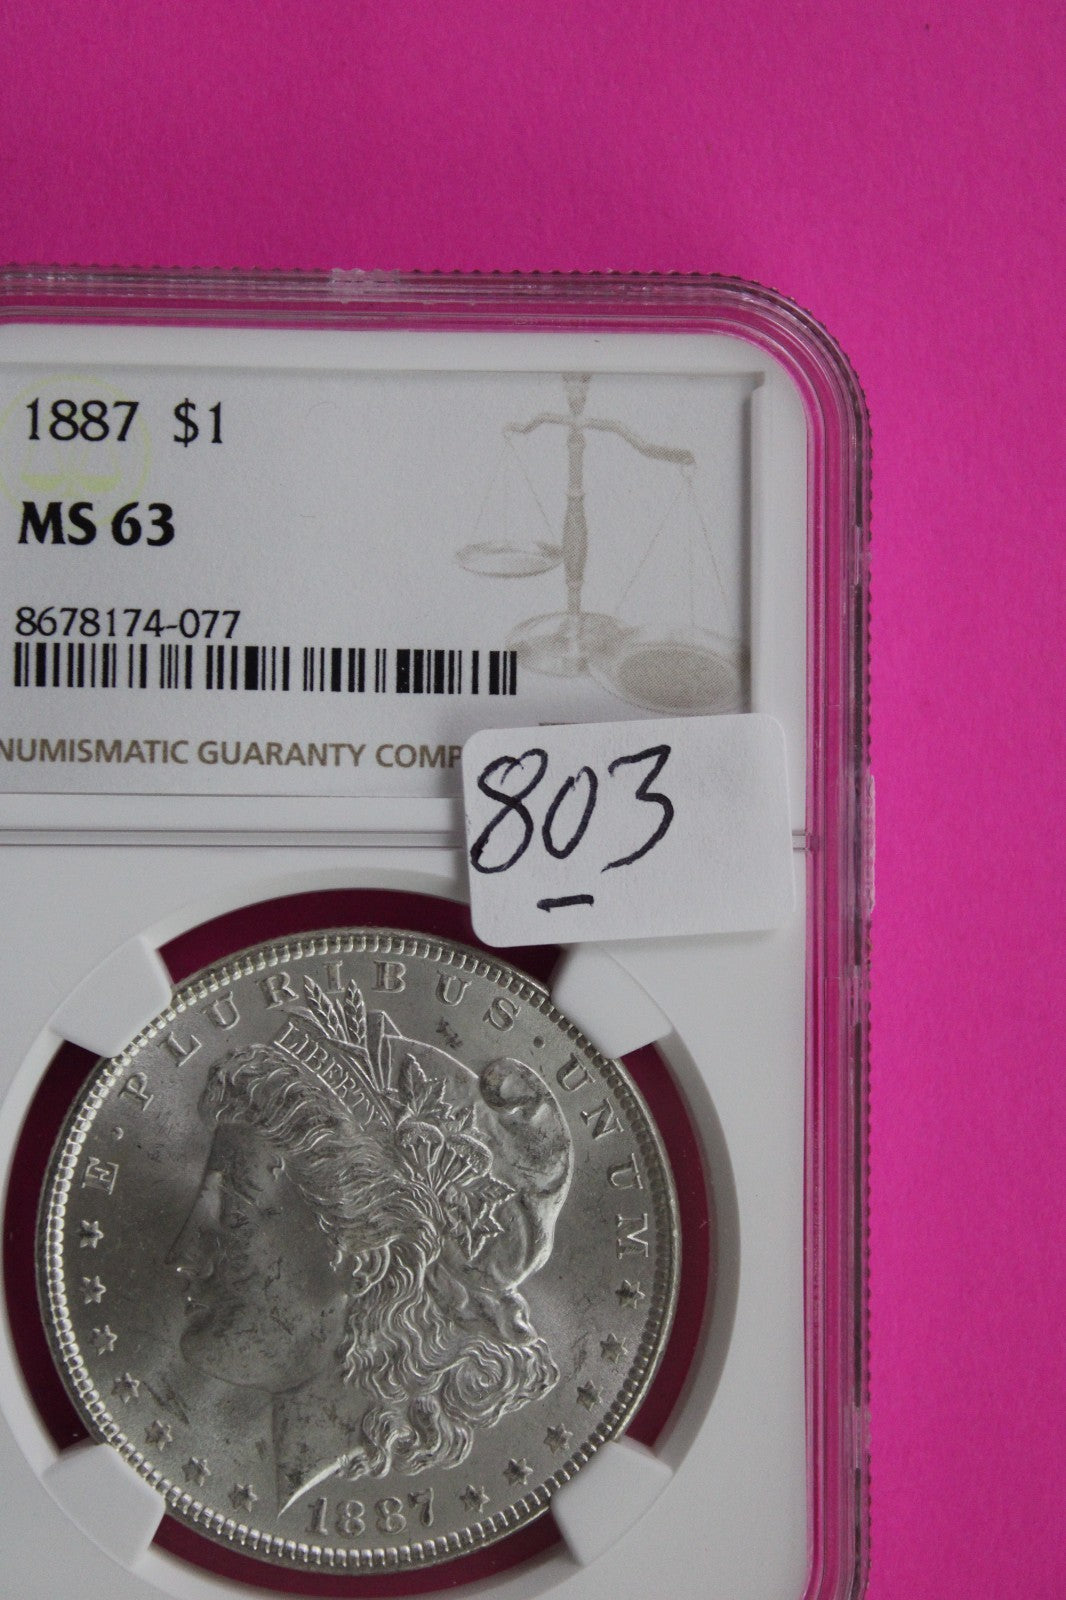 1887 $1
MS 63
8678174-077
NUMISMATIC GUARANTY COMP
803
E·PLURIBUS·UNUM
LIBERTY
1887